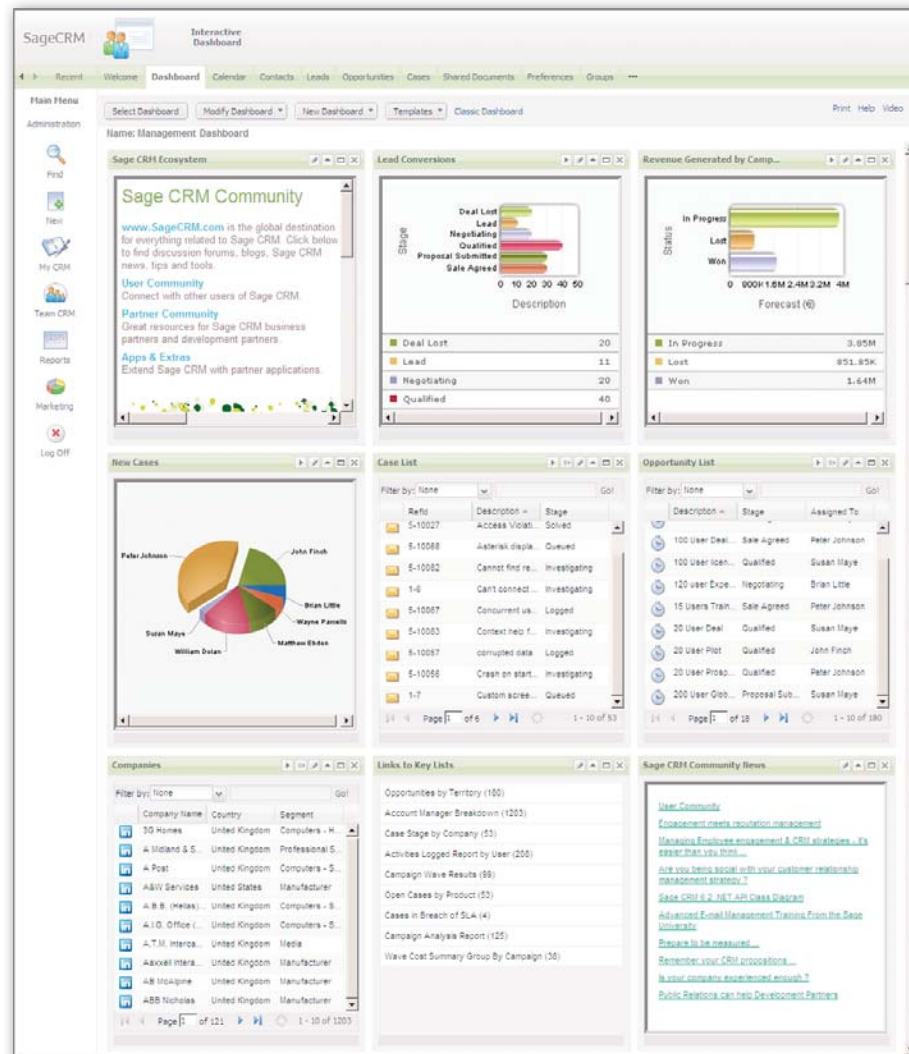 SageCRM
Interactive
Dashboard
Recent Welcome Dashboard Calendar Contacts Leads Opportunities Cases Shared Documents Preferences Groups
Main Menu
Administration
Find
New
My CRM
Team CRM
Reports
Marketing
Log Off
Select Dashboard Modify Dashboard New Dashboard Templates Classic Dashboard
Print Help Video
Name: Management Dashboard
Sage CRM Ecosystem
Sage CRM Community
www.SageCRM.com is the global destination
for everything related to Sage CRM. Click below
to find discussion forums, blogs, Sage CRM
news, tips and tools.
User Community
Connect with other users of Sage CRM.
Partner Community
Great resources for Sage CRM business
partners and development partners.
Apps & Extras
Extend Sage CRM with partner applications.
Lead Conversions
Stage
Deal Lost
Lead
Negotiating
Qualified
Proposal Submitted
Sale Agreed
0 10 20 30 40 50
Description
Deal Lost 20
Lead 11
Negotiating 20
Qualified 40
Revenue Generated by Camp...
Status
In Progress
Lost
Won
0 800K 1.6M 2.4M 3.2M 4M
Forecast (€)
In Progress 3.85M
Lost 851.85K
Won 1.64M
New Cases
Peter Johnson
John Finch
Brian Little
Wayne Parsells
Matthew Ebden
William Dolan
Susan Maye
Case List
Filter by: None Go!
RefId Description Stage
5-10027 Access Violati... Solved
5-10088 Asterisk displa... Queued
5-10082 Cannot find re... Investigating
1-6 Can't connect ... Investigating
5-10067 Concurrent us... Logged
5-10083 Context help f... Investigating
5-10057 corrupted data Logged
5-10056 Crash on start... Investigating
1-7 Custom scree... Queued
Page 1 of 6 1 - 10 of 53
Opportunity List
Filter by: None Go!
Description Stage Assigned To
100 User Deal... Sale Agreed Peter Johnson
100 User licen... Qualified Susan Maye
120 user Expe... Negotiating Brian Little
15 Users Train... Sale Agreed Peter Johnson
20 User Deal Qualified Susan Maye
20 User Pilot Qualified John Finch
20 User Prosp... Qualified Peter Johnson
200 User Glob... Proposal Sub... Susan Maye
Page 1 of 18 1 - 10 of 180
Companies
Filter by: None Go!
Company Name Country Segment
3G Homes United Kingdom Computers - H...
A Midland & S... United Kingdom Professional S...
A Post United Kingdom Computers - S...
A&W Services United States Manufacturer
A.B.B. (Hellas)... United Kingdom Computers - S...
A.I.G. Office (... United Kingdom Computers - S...
A.T.M. Interca... United Kingdom Media
Aaxxell Intera... United Kingdom Manufacturer
AB McAlpine United Kingdom Manufacturer
ABB Nicholas United Kingdom Manufacturer
Page 1 of 121 1 - 10 of 1203
Links to Key Lists
Opportunities by Territory (180)
Account Manager Breakdown (1203)
Case Stage by Company (53)
Activities Logged Report by User (208)
Campaign Wave Results (99)
Open Cases by Product (53)
Cases in Breach of SLA (4)
Campaign Analysis Report (125)
Wave Cost Summary Group By Campaign (38)
Sage CRM Community News
User Community
Engagement meets reputation management
Managing Employee engagement & CRM strategies - it's
easier than you think ...
Are you being social with your customer relationship
management strategy ?
Sage CRM 6.2 .NET API Class Diagram
Advanced E-mail Management Training From the Sage
University
Prepare to be measured ...
Remember your CRM propositions ...
Is your company experienced enough ?
Public Relations can help Development Partners